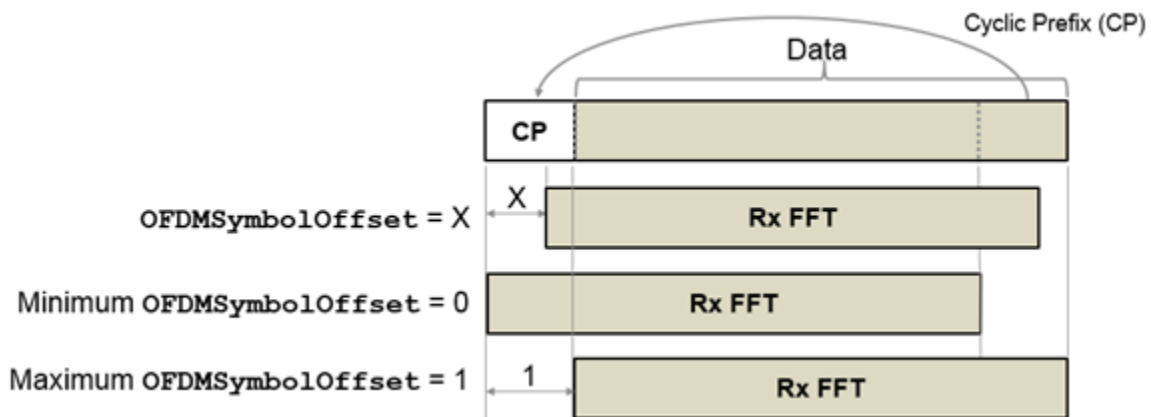 Cyclic Prefix (CP)
Data
CP
X
OFDMSymbolOffset = X
Rx FFT
Minimum OFDMSymbolOffset = 0
Rx FFT
Maximum OFDMSymbolOffset = 1
1
Rx FFT